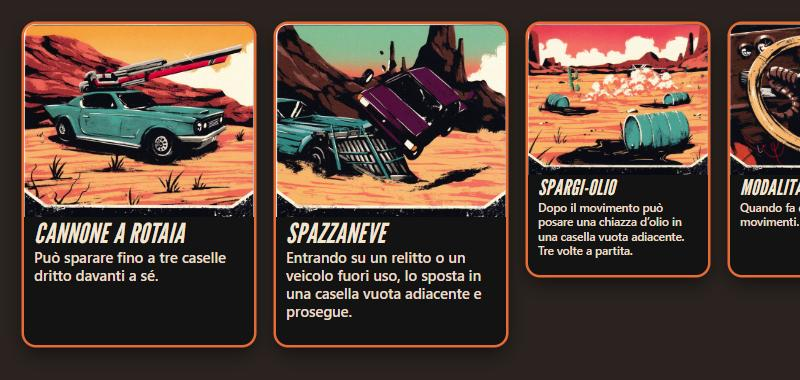 CANNONE A ROTAIA
Può sparare fino a tre caselle
dritto davanti a sé.
SPAZZANEVE
Entrando su un relitto o un
veicolo fuori uso, lo sposta in
una casella vuota adiacente e
prosegue.
SPARGI-OLIO
Dopo il movimento può
posare una chiazza d'olio in
una casella vuota adiacente.
Tre volte a partita.
Quando fa
movimenti.